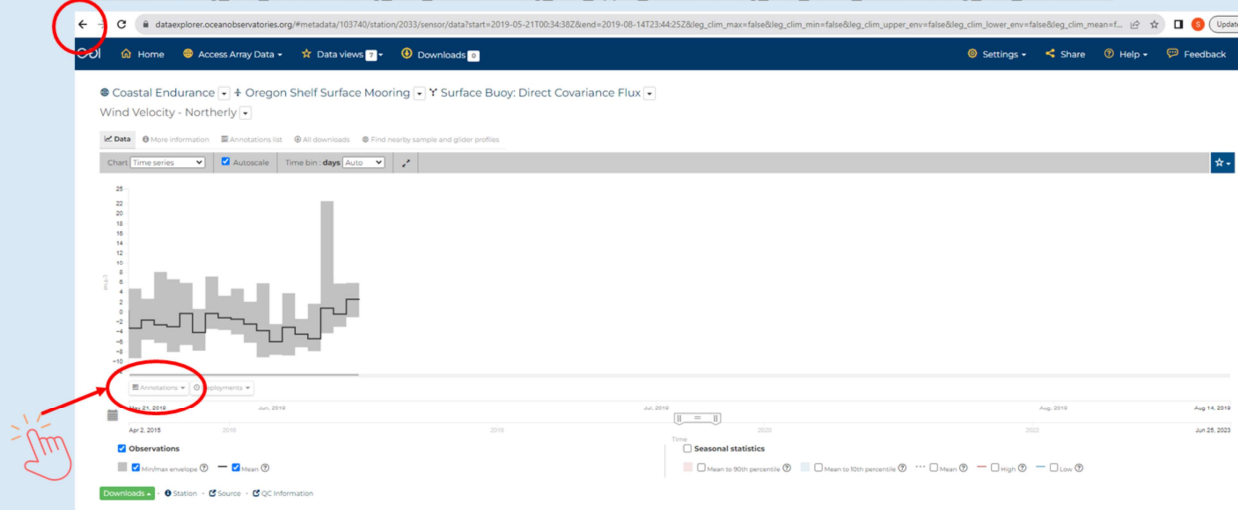 dataexplorer.oceanobservatories.org/#metadata/103740/station/2033/sensor/data?start=2019-05-21T00:34:38Z&end=2019-08-14T23:44:25Z&leg_clim_max=false&leg_clim_min=false&leg_clim_upper_env=false&leg_clim_lower_env=false&leg_clim_mean=f... S Update
Home Access Array Data Data views 7 Downloads 0 Settings Share Help Feedback
Coastal Endurance Oregon Shelf Surface Mooring Surface Buoy: Direct Covariance Flux
Wind Velocity - Northerly
Data More information Annotations list All downloads Find nearby sample and glider profiles
Chart Time series Autoscale Time bin: days Auto
22
20
18
16
14
12
10
8
6
4
2
0
-2
-4
-6
-8
-10
Annotations
May 21, 2019 Jun, 2019 Jul, 2019 Aug, 2019 Aug 14, 2019
Apr 2, 2015 2020 2022 Jun 25, 2023
Time
Observations Seasonal statistics
Min/max envelope Mean Mean to 90th percentile Mean to 10th percentile Mean High Low
Downloads Station Source QC Information